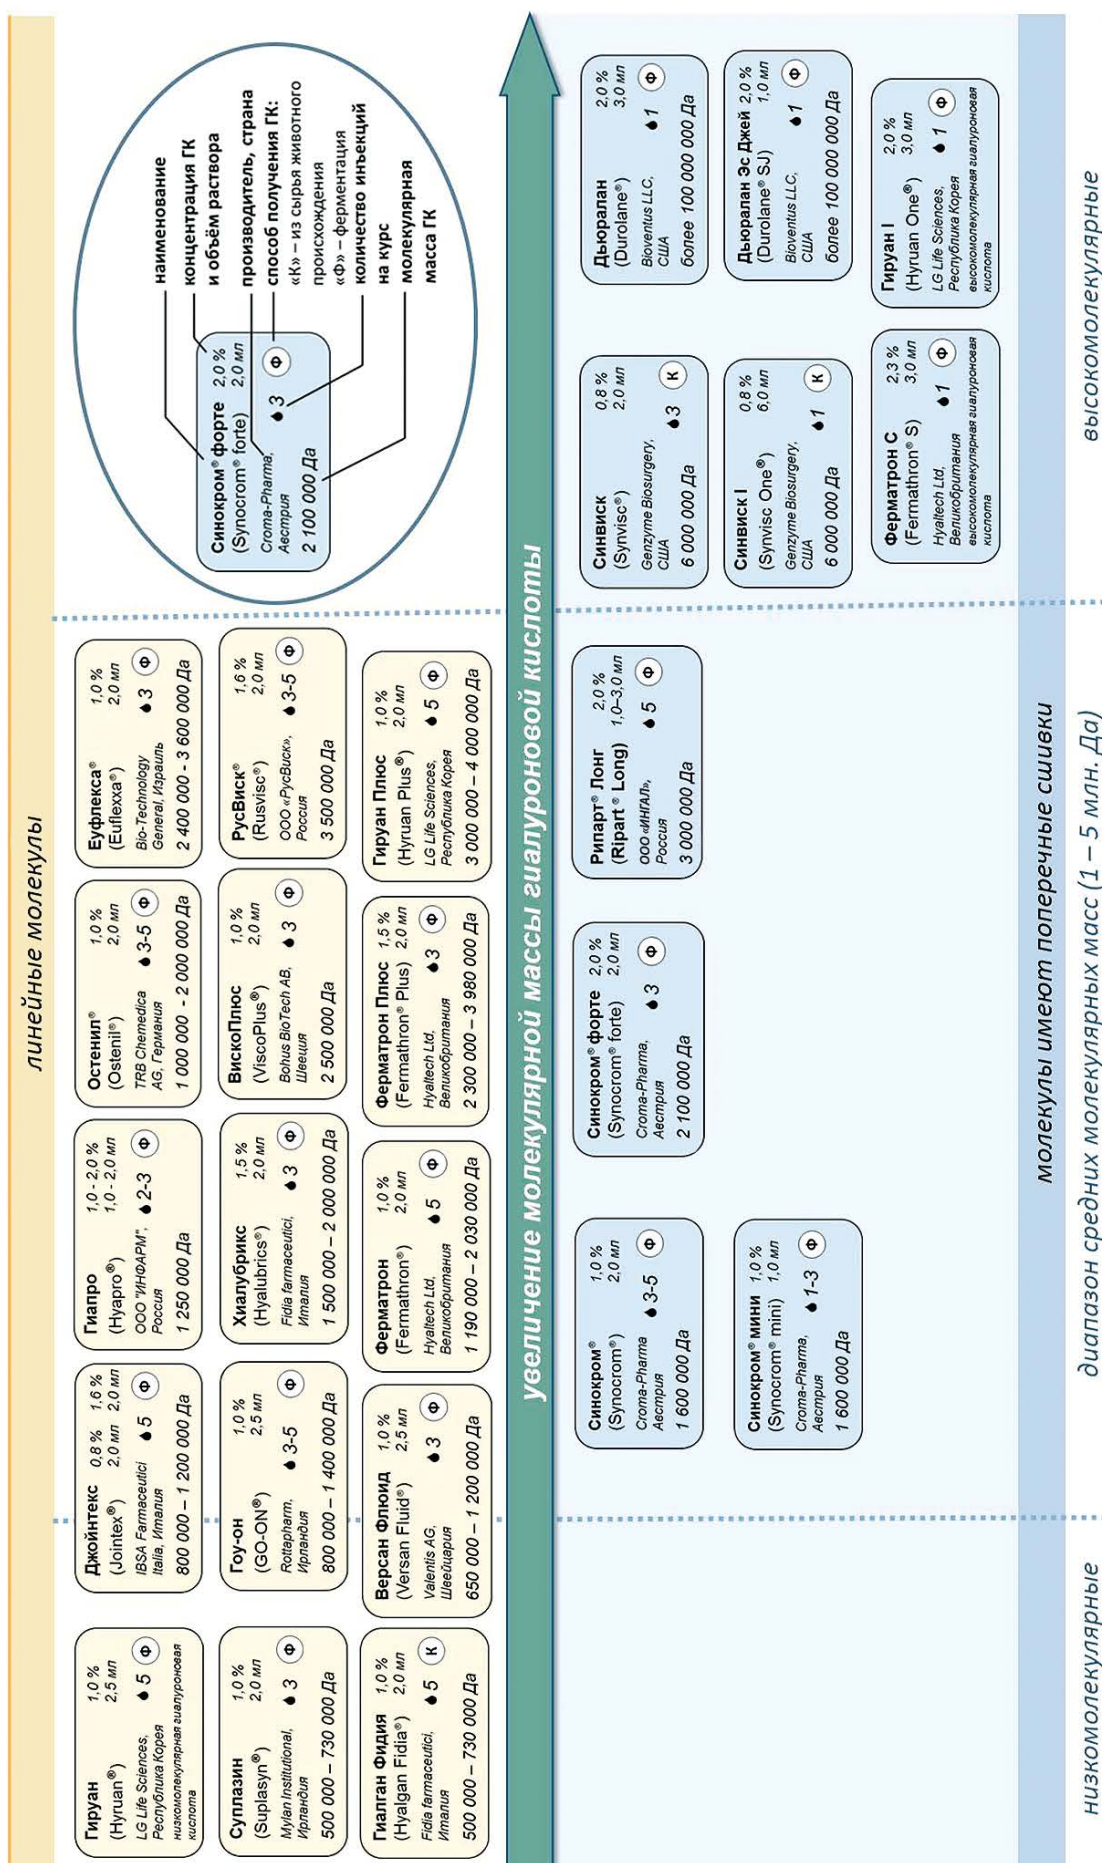 линейные молекулы
Гируан 1,0 %
(Hyruan®) 2,5 мл
LG Life Sciences,
Республика Корея 5 Ф
низкомолекулярная гиалуроновая
кислота
Джойнтекс 0,8 % 1,6 %
(Jointex®) 2,0 мл 2,0 мл
IBSA Farmaceutici 5 Ф
Italia, Италия
800 000 – 1 200 000 Да
Гиапро 1,0 - 2,0 %
(Hyapro®) 1,0 - 2,0 мл
ООО "ИНФАРМ", 2-3 Ф
Россия
1 250 000 Да
Остенил® 1,0 %
(Ostenil®) 2,0 мл
TRB Chemedica
AG, Германия 3-5 Ф
1 000 000 - 2 000 000 Да
Еуфлекса® 1,0 %
(Euflexxa®) 2,0 мл
Bio-Technology
General, Израиль 3 Ф
2 400 000 - 3 600 000 Да
Суплазин 1,0 %
(Suplasyn®) 2,0 мл
Mylan Institutional,
Ирландия 3 Ф
500 000 – 730 000 Да
Гоу-он 1,0 %
(GO-ON®) 2,5 мл
Rottapharm,
Ирландия 3-5 Ф
800 000 – 1 400 000 Да
Хиалубрикс 1,5 %
(Hyalubrics®) 2,0 мл
Fidia farmaceutici,
Италия 3 Ф
1 500 000 – 2 000 000 Да
ВискоПлюс 1,0 %
(ViscoPlus®) 2,0 мл
Bohus BioTech AB,
Швеция 3 Ф
2 500 000 Да
РусВиск® 1,6 %
(Rusvisc®) 2,0 мл
ООО «РусВиск»,
Россия 3-5 Ф
3 500 000 Да
Гиалган Фидия 1,0 %
(Hyalgan Fidia®) 2,0 мл
Fidia farmaceutici,
Италия 5 К
500 000 – 730 000 Да
Версан Флюид 1,0 %
(Versan Fluid®) 2,5 мл
Valentis AG,
Швейцария 3 Ф
650 000 – 1 200 000 Да
Ферматрон 1,0 %
(Fermathron®) 2,0 мл
Hyaltech Ltd,
Великобритания 5 Ф
1 190 000 – 2 030 000 Да
Ферматрон Плюс 1,5 %
(Fermathron® Plus) 2,0 мл
Hyaltech Ltd,
Великобритания 3 Ф
2 300 000 – 3 980 000 Да
Гируан Плюс 1,0 %
(Hyruan Plus®) 2,0 мл
LG Life Sciences,
Республика Корея 5 Ф
3 000 000 – 4 000 000 Да
Синокром® форте 2,0 %
(Synocrom® forte) 2,0 мл
Croma-Pharma,
Австрия 3 Ф
2 100 000 Да
наименование
концентрация ГК
и объём раствора
производитель, страна
способ получения ГК:
«К» – из сырья животного
происхождения
«Ф» – ферментация
количество инъекций
на курс
молекулярная
масса ГК
увеличение молекулярной массы гиалуроновой кислоты
Синокром® 1,0 %
(Synocrom®) 2,0 мл
Croma-Pharma
Австрия 3-5 Ф
1 600 000 Да
Синокром® форте 2,0 %
(Synocrom® forte) 2,0 мл
Croma-Pharma,
Австрия 3 Ф
2 100 000 Да
Рипарт® Лонг 2,0 %
(Ripart ® Long) 1,0–3,0 мл
ООО «ИНГАЛ»,
Россия 5 Ф
3 000 000 Да
Синвиск 0,8 %
(Synvisc®) 2,0 мл
Genzyme Biosurgery,
США 3 К
6 000 000 Да
Дьюралан 2,0 %
(Durolane®) 3,0 мл
Bioventus LLC,
США 1 Ф
более 100 000 000 000 Да
Синокром® мини 1,0 %
(Synocrom® mini) 1,0 мл
Croma-Pharma,
Австрия 1-3 Ф
1 600 000 Да
Синвиск I 0,8 %
(Synvisc One®) 6,0 мл
Genzyme Biosurgery,
США 1 К
6 000 000 Да
Дьюралан Эс Джей 2,0 %
(Durolane® SJ) 1,0 мл
Bioventus LLC,
США 1 Ф
более 100 000 000 000 Да
Ферматрон С 2,3 %
(Fermathron® S) 3,0 мл
Hyaltech Ltd,
Великобритания 1 Ф
высокомолекулярная гиалуроновая
кислота
Гируан I 2,0 %
(Hyruan One®) 3,0 мл
LG Life Sciences,
Республика Корея 1 Ф
высокомолекулярная гиалуроновая
кислота
молекулы имеют поперечные сшивки
низкомолекулярные диапазон средних молекулярных масс (1 – 5 млн. Да) высокомолекулярные